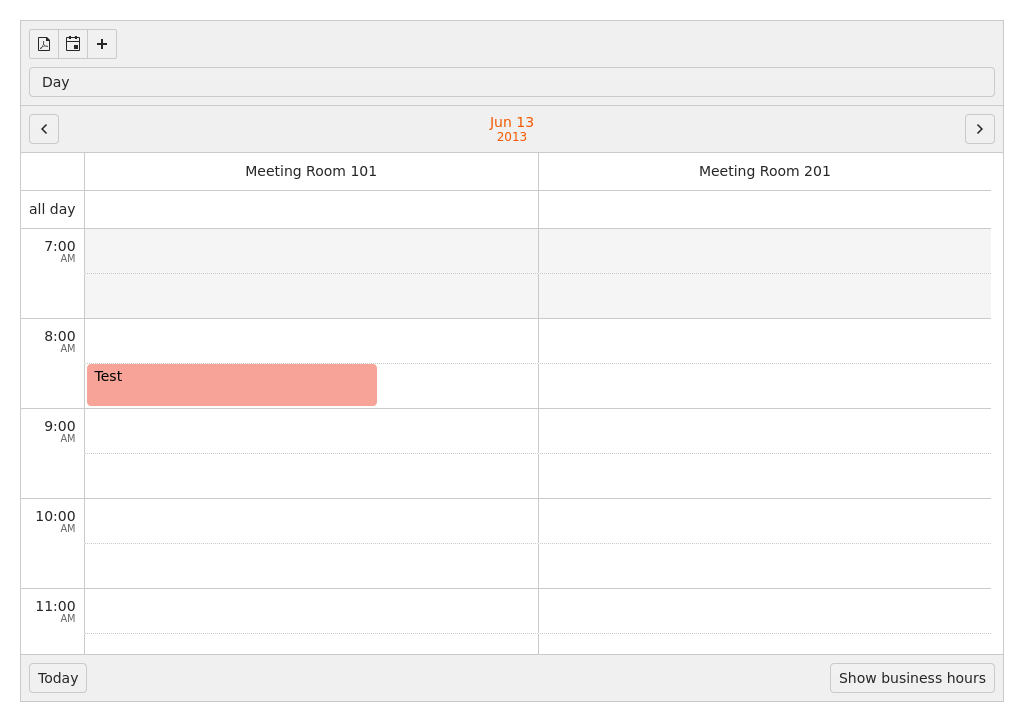 Day
Jun 13
2013
Meeting Room 101
Meeting Room 201
all day
7:00
AM
8:00
AM
Test
9:00
AM
10:00
AM
11:00
AM
Today
Show business hours